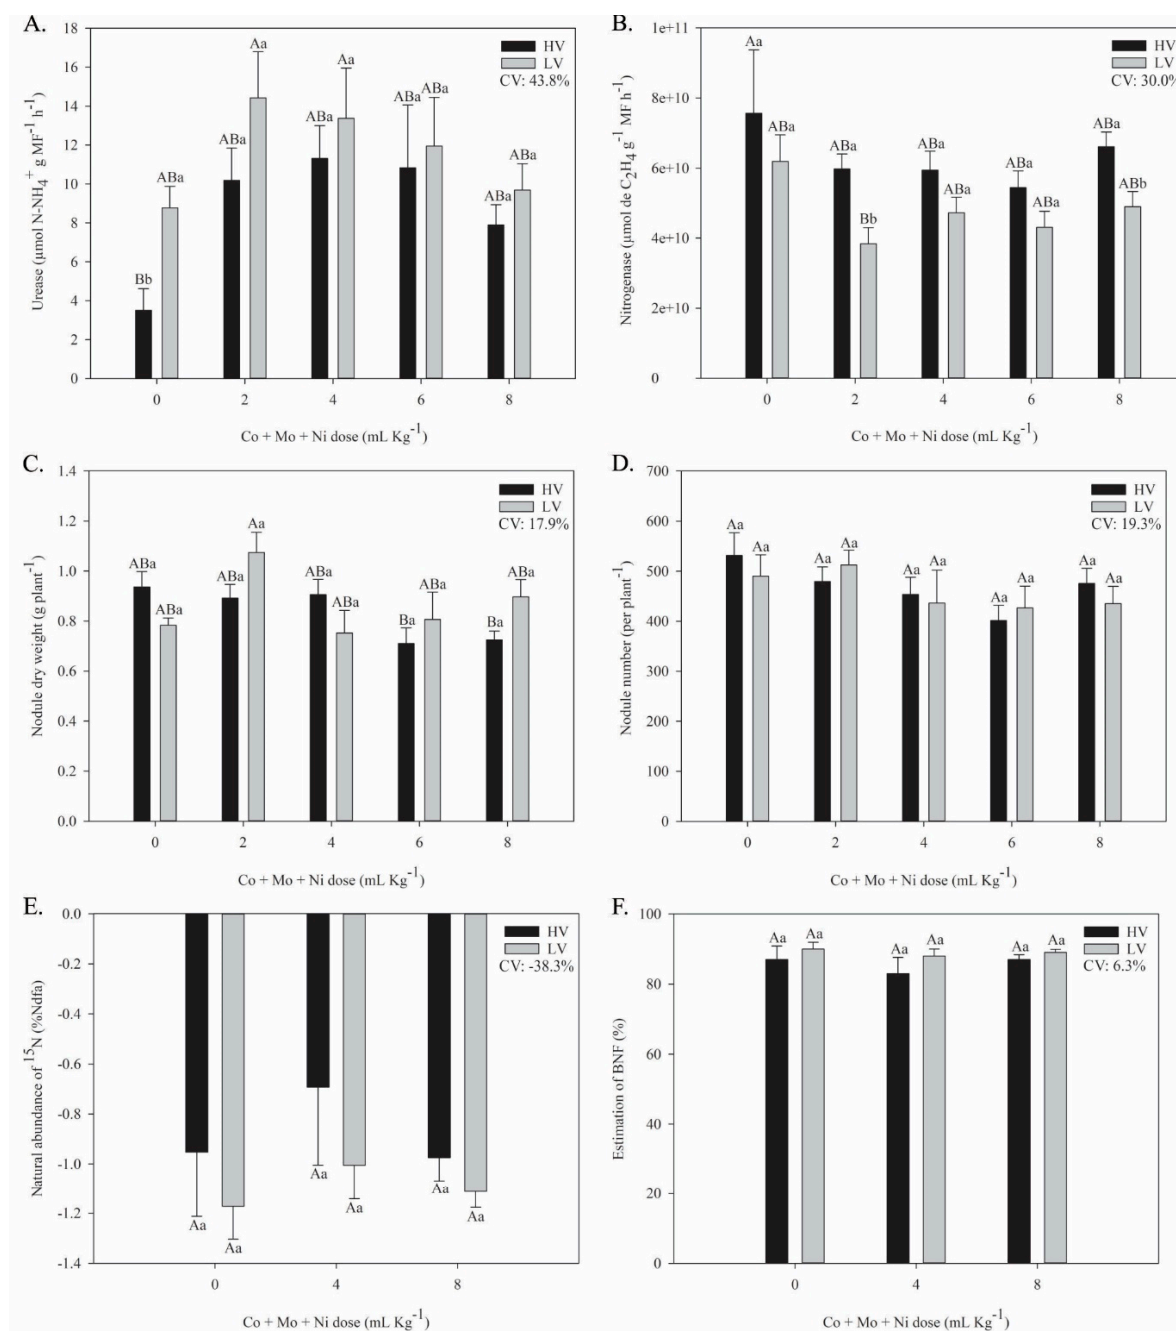 A.
18
16
14
12
10
8
6
4
2
0
Urease (μmol N-NH4+ g MF-1 h-1)
HV
LV
CV: 43.8%
Bb
ABa
ABa
Aa
ABa
Aa
ABa
ABa
ABa
ABa
0 2 4 6 8
Co + Mo + Ni dose (mL Kg-1)
B.
1e+11
8e+10
6e+10
4e+10
2e+10
0
Nitrogenase (μmol de C2H4 g-1 MF h-1)
HV
LV
CV: 30.0%
Aa
ABa
ABa
Bb
ABa
ABa
ABa
ABa
ABa
ABb
0 2 4 6 8
Co + Mo + Ni dose (mL Kg-1)
C.
1.4
1.2
1.0
0.8
0.6
0.4
0.2
0.0
Nodule dry weight (g plant-1)
HV
LV
CV: 17.9%
ABa
ABa
ABa
Aa
ABa
ABa
Ba
ABa
Ba
ABa
0 2 4 6 8
Co + Mo + Ni dose (mL Kg-1)
D.
700
600
500
400
300
200
100
0
Nodule number (per plant-1)
HV
LV
CV: 19.3%
Aa
Aa
Aa
Aa
Aa
Aa
Aa
Aa
Aa
Aa
0 2 4 6 8
Co + Mo + Ni dose (mL Kg-1)
E.
0.0
-0.2
-0.4
-0.6
-0.8
-1.0
-1.2
-1.4
Natural abundance of 15N (%Ndfa)
HV
LV
CV: -38.3%
Aa
Aa
Aa
Aa
Aa
Aa
0 4 8
Co + Mo + Ni dose (mL Kg-1)
F.
100
80
60
40
20
0
Estimation of BNF (%)
HV
LV
CV: 6.3%
Aa
Aa
Aa
Aa
Aa
Aa
0 4 8
Co + Mo + Ni dose (mL Kg-1)